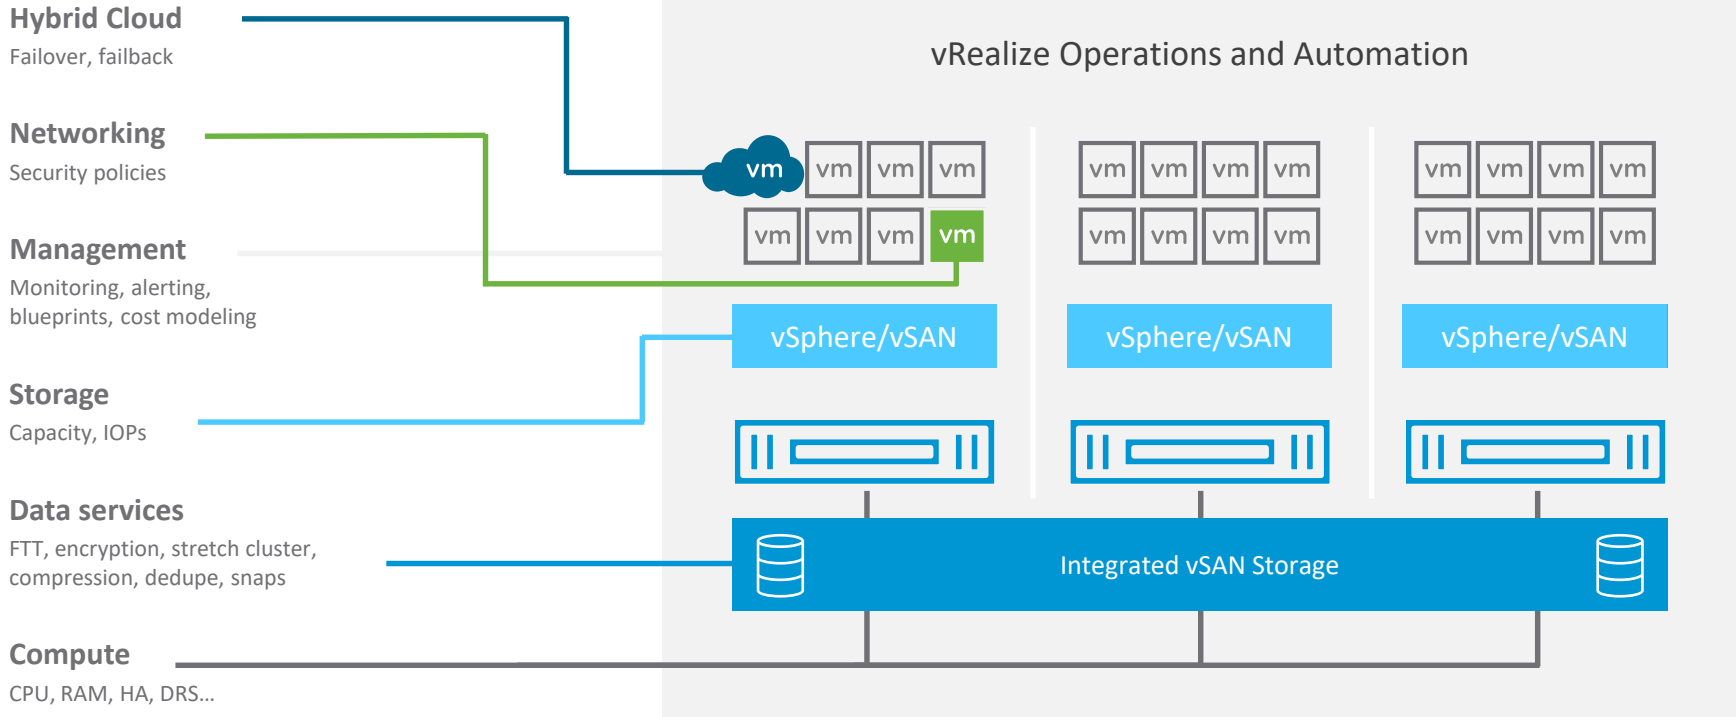 Hybrid Cloud
Failover, failback
Networking
Security policies
Management
Monitoring, alerting,
blueprints, cost modeling
Storage
Capacity, IOPs
Data services
FTT, encryption, stretch cluster,
compression, dedupe, snaps
Compute
CPU, RAM, HA, DRS...
vRealize Operations and Automation
vm vm vm vm
vm vm vm vm
vm vm vm vm
vm vm vm vm
vm vm vm vm
vm vm vm vm
vSphere/vSAN
vSphere/vSAN
vSphere/vSAN
Integrated vSAN Storage